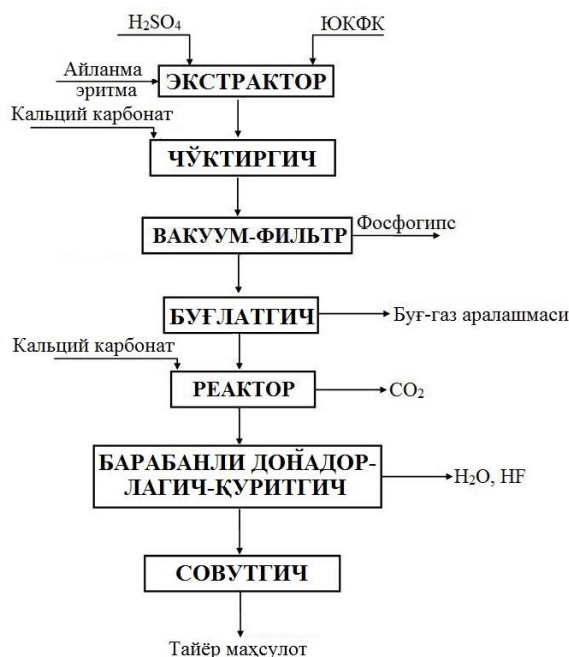 H₂SO₄
ЮКФК
Айланма
эритма
ЭКСТРАКТОР
Кальций карбонат
ЧЎКТИРГИЧ
ВАКУУМ-ФИЛЬТР
Фосфогипс
БУҒЛАТГИЧ
Буғ-газ аралашмаси
Кальций карбонат
РЕАКТОР
CO₂
БАРАБАНЛИ ДОНАДОР-
ЛАГИЧ-ҚУРИТГИЧ
H₂O, HF
СОВУТГИЧ
Тайёр маҳсулот